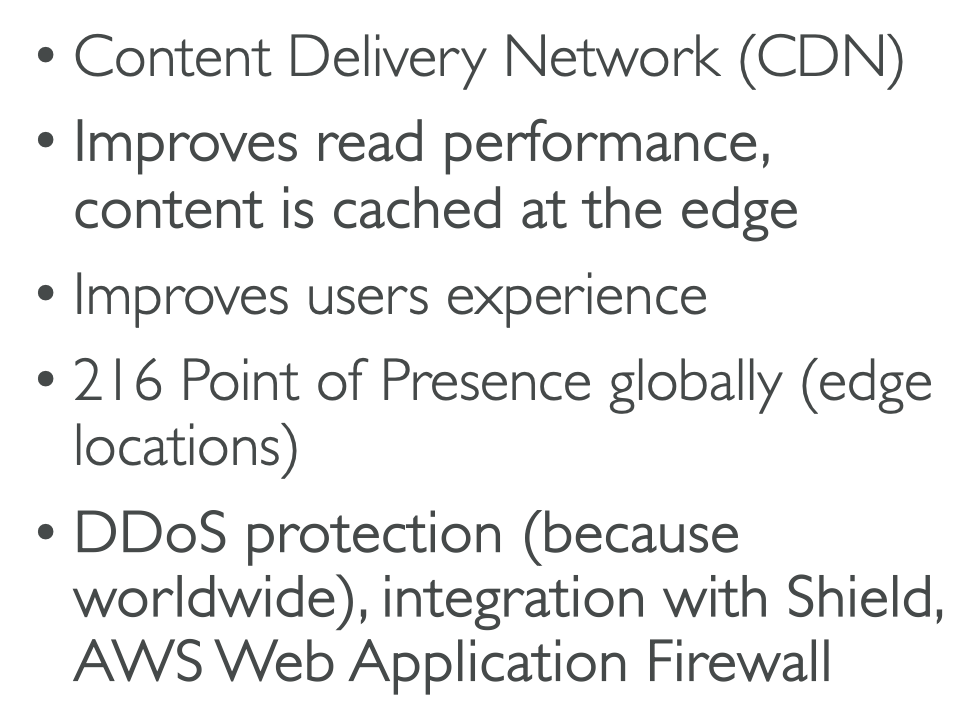 • Content Delivery Network (CDN)
• Improves read performance,
content is cached at the edge
• Improves users experience
• 216 Point of Presence globally (edge
locations)
• DDoS protection (because
worldwide), integration with Shield,
AWS Web Application Firewall